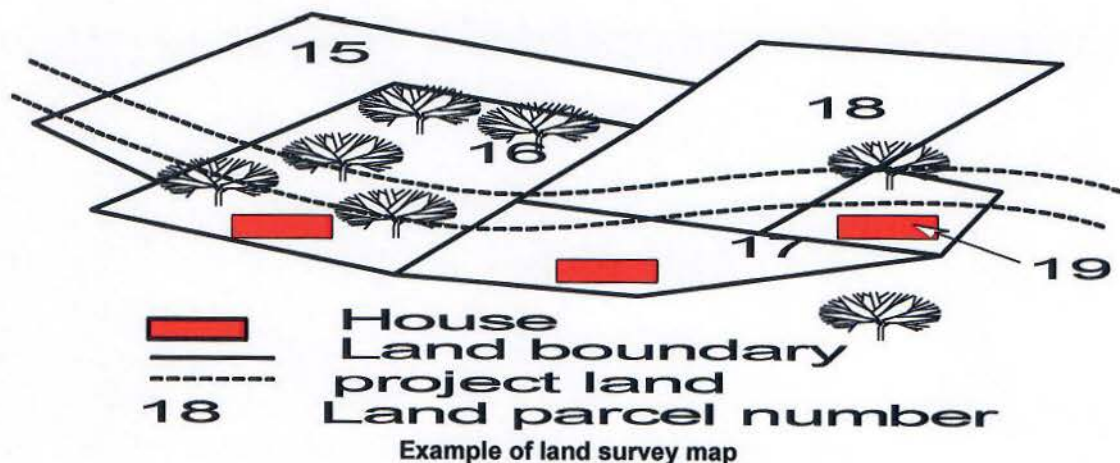 15
18
16
17
19
House
Land boundary
project land
18 Land parcel number
Example of land survey map